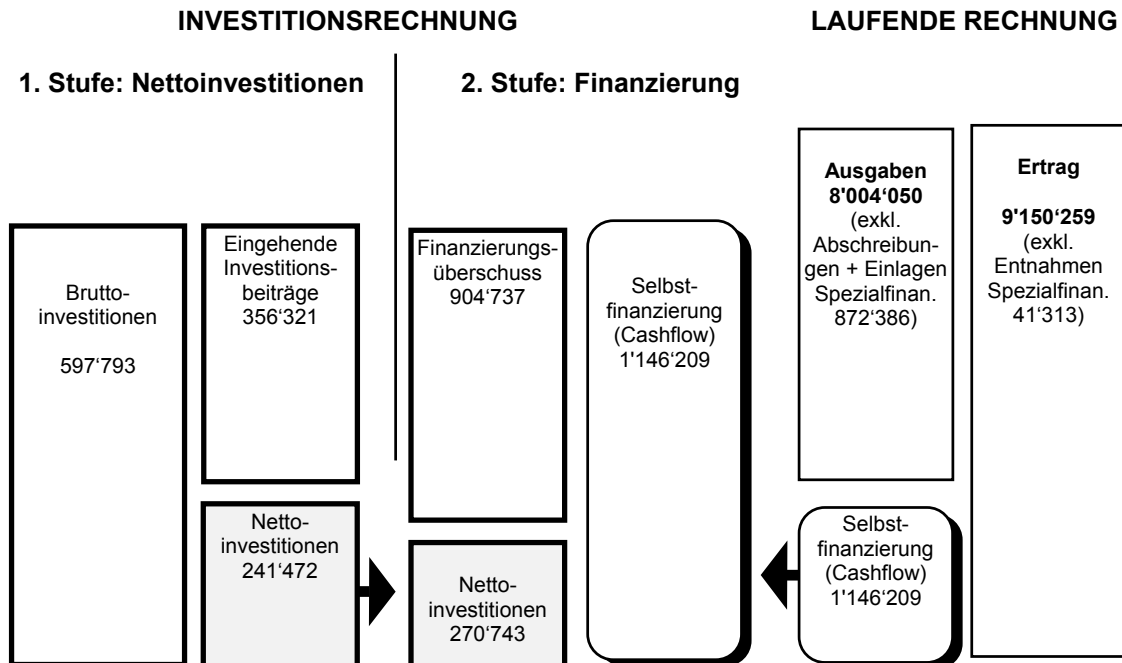 INVESTITIONSRECHNUNG
LAUFENDE RECHNUNG
1. Stufe: Nettoinvestitionen
2. Stufe: Finanzierung
Brutto-
investitionen
597‘793
Eingehende
Investitions-
beiträge
356‘321
Netto-
investitionen
241‘472
Finanzierungs-
überschuss
904‘737
Netto-
investitionen
270‘743
Selbst-
finanzierung
(Cashflow)
1'146‘209
Ausgaben
8'004‘050
(exkl.
Abschreibun-
gen + Einlagen
Spezialfinan.
872‘386)
Selbst-
finanzierung
(Cashflow)
1'146‘209
Ertrag
9'150‘259
(exkl.
Entnahmen
Spezialfinan.
41‘313)